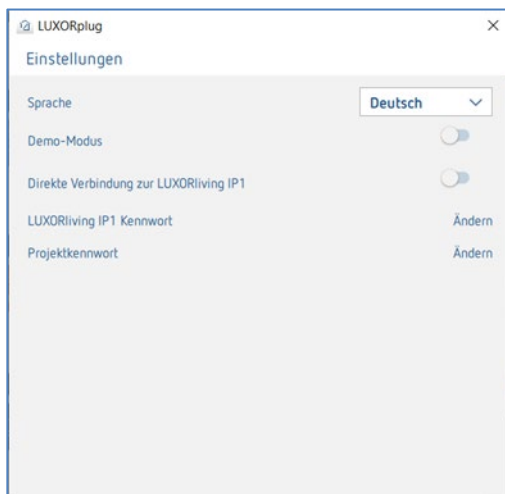 LUXORplug
Einstellungen
Sprache Deutsch
Demo-Modus
Direkte Verbindung zur LUXORliving IP1
LUXORliving IP1 Kennwort Ändern
Projektkennwort Ändern